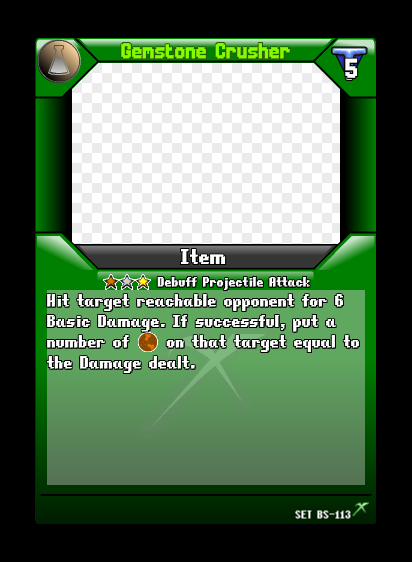 Gemstone Crusher
5
Item
Debuff Projectile Attack
Hit target reachable opponent for 6
Basic Damage. If successful, put a
number of on that target equal to
the Damage dealt.
SET BS-113